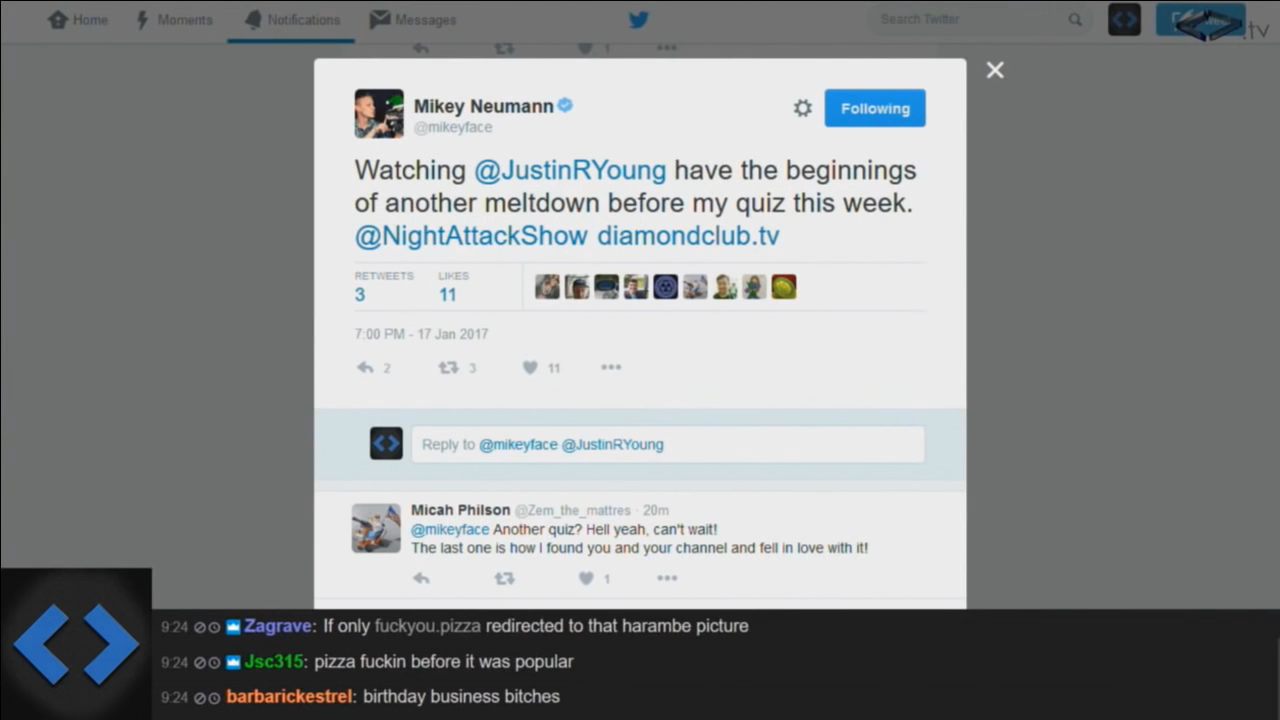 Home Moments Notifications Messages Search Twitter
.tv
1
Mikey Neumann
@mikeyface
Following
Watching @JustinRYoung have the beginnings
of another meltdown before my quiz this week.
@NightAttackShow diamondclub.tv
RETWEETS LIKES
3 11
7:00 PM - 17 Jan 2017
2 3 11
Reply to @mikeyface @JustinRYoung
Micah Philson @Zem_the_mattres · 20m
@mikeyface Another quiz? Hell yeah, can't wait!
The last one is how I found you and your channel and fell in love with it!
1
9:24 Zagrave: If only fuckyou.pizza redirected to that harambe picture
9:24 Jsc315: pizza fuckin before it was popular
9:24 barbarickestrel: birthday business bitches